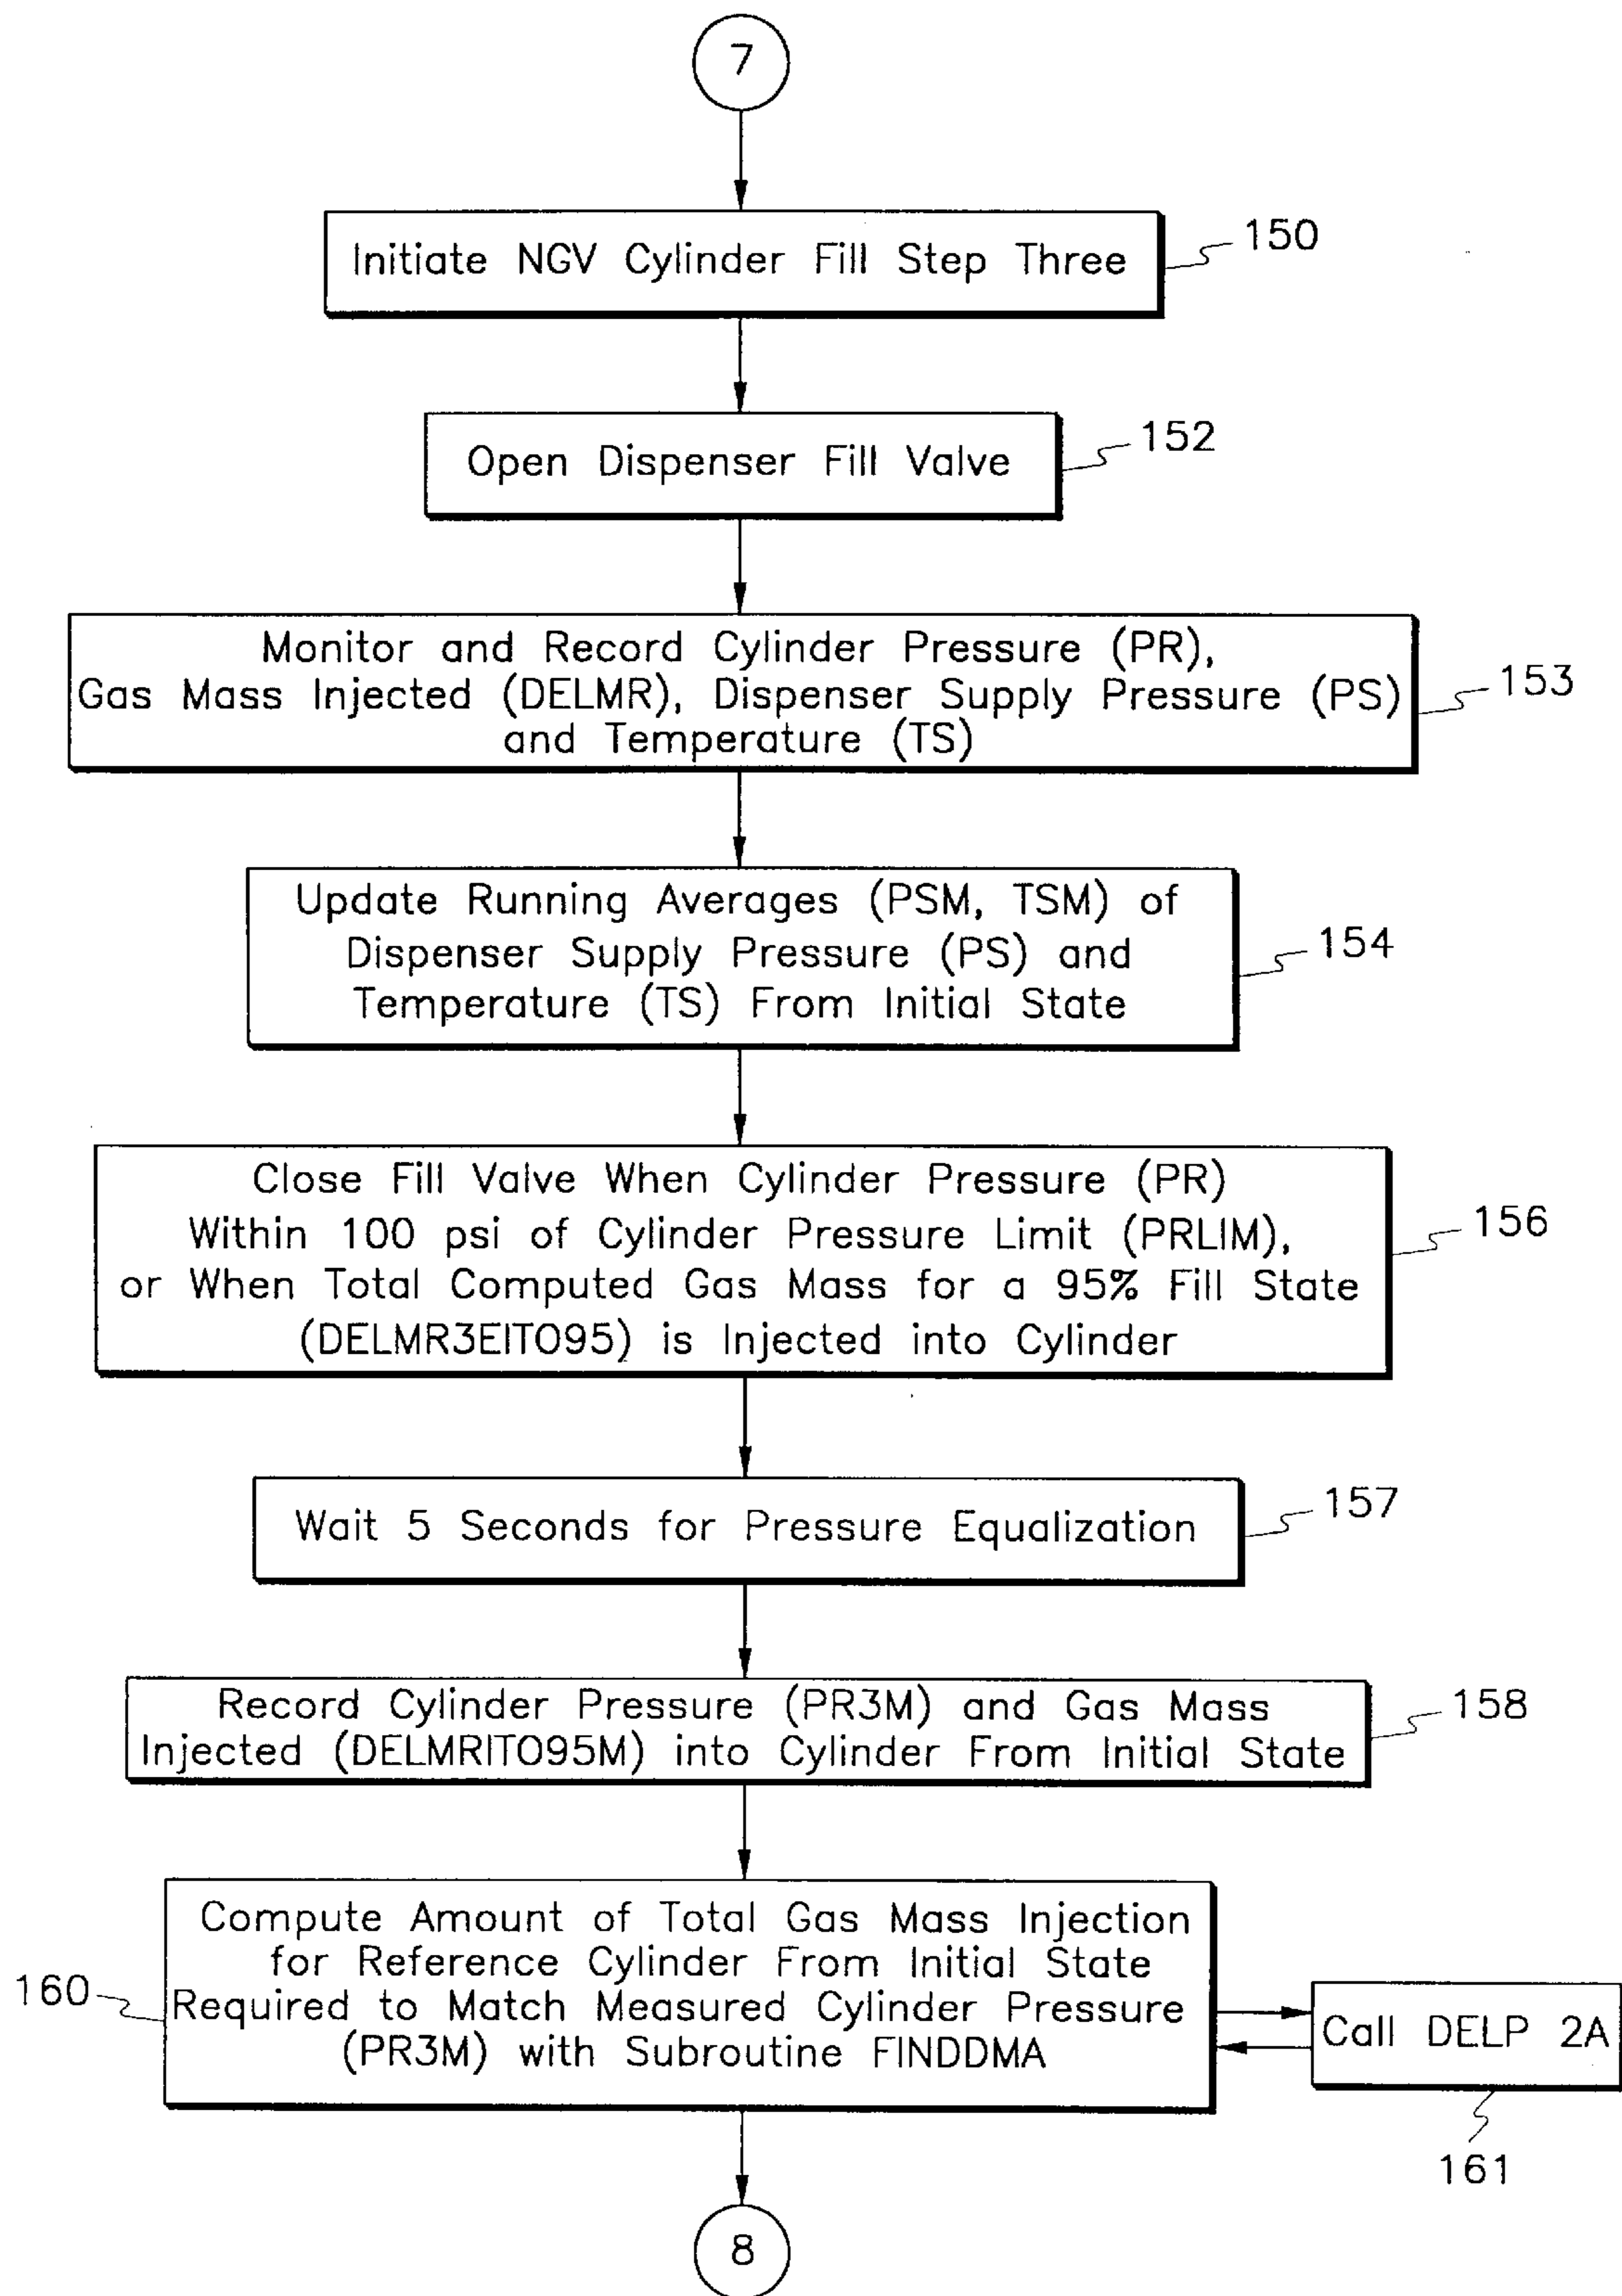 7
Initiate NGV Cylinder Fill Step Three
150
Open Dispenser Fill Valve
152
Monitor and Record Cylinder Pressure (PR),
Gas Mass Injected (DELMR), Dispenser Supply Pressure (PS)
and Temperature (TS)
153
Update Running Averages (PSM, TSM) of
Dispenser Supply Pressure (PS) and
Temperature (TS) From Initial State
154
Close Fill Valve When Cylinder Pressure (PR)
Within 100 psi of Cylinder Pressure Limit (PRLIM),
or When Total Computed Gas Mass for a 95% Fill State
(DELMR3EITO95) is Injected into Cylinder
156
Wait 5 Seconds for Pressure Equalization
157
Record Cylinder Pressure (PR3M) and Gas Mass
Injected (DELMRITO95M) into Cylinder From Initial State
158
Compute Amount of Total Gas Mass Injection
for Reference Cylinder From Initial State
Required to Match Measured Cylinder Pressure
(PR3M) with Subroutine FINDDMA
160
Call DELP 2A
161
8